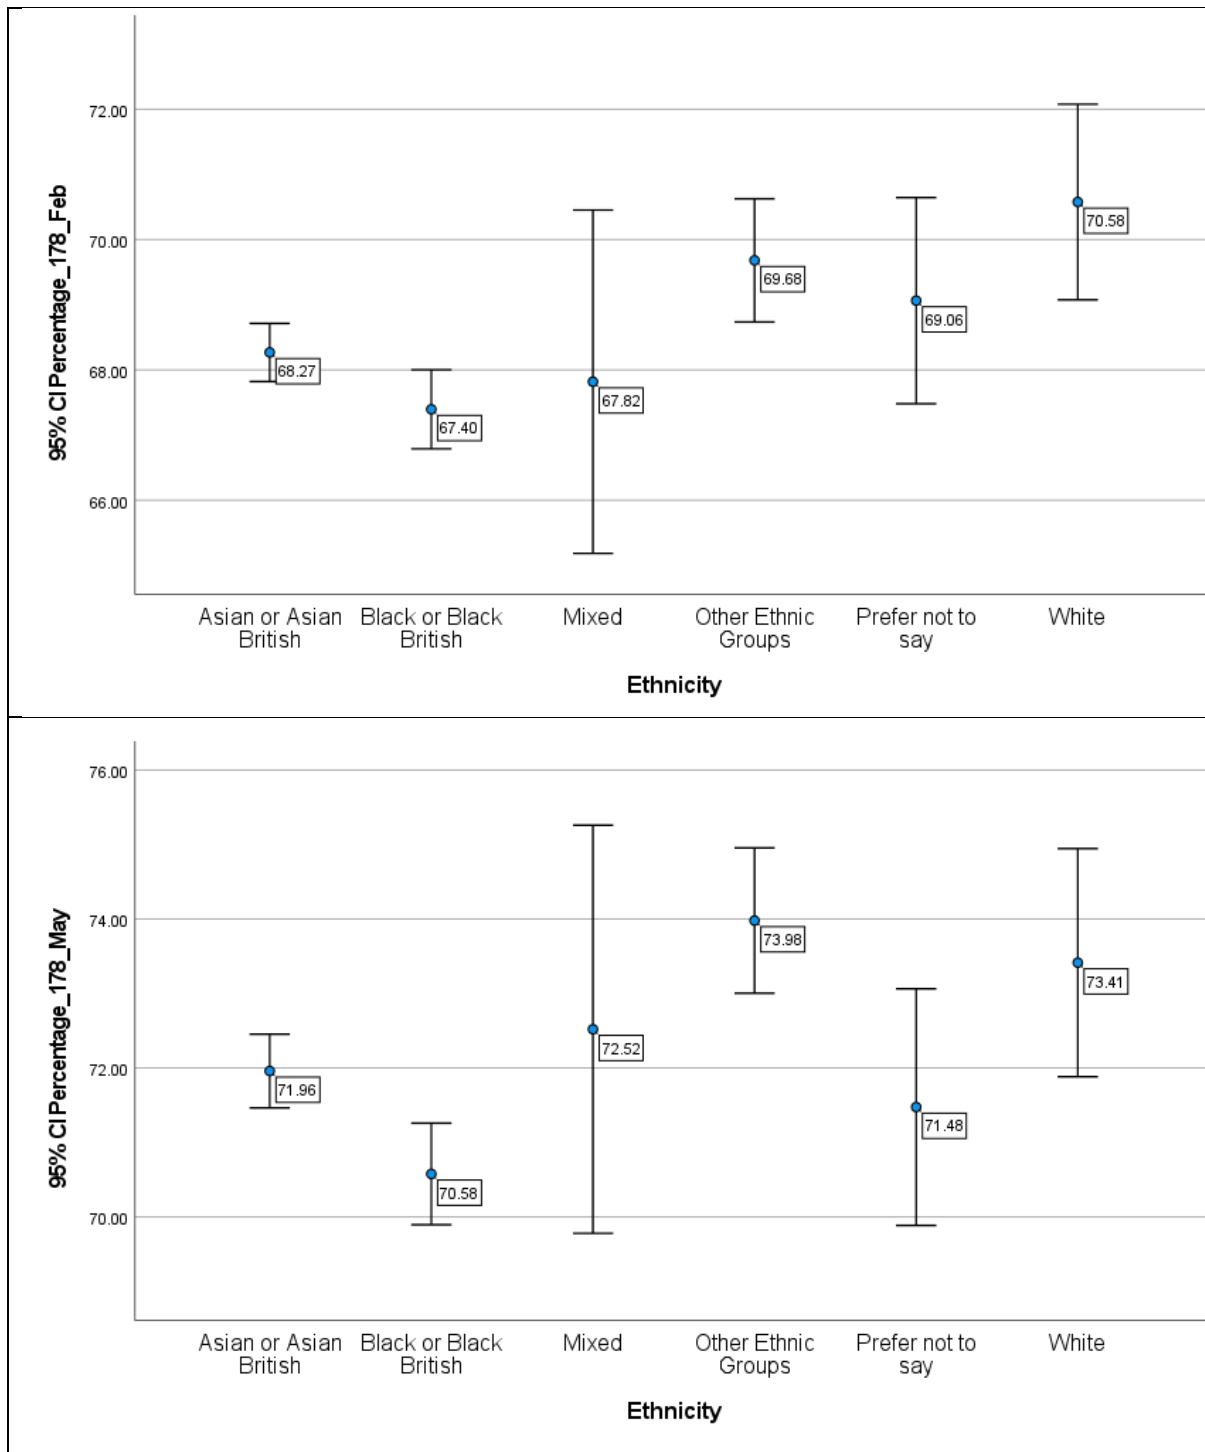 95% CI Percentage_178_Feb
72.00
70.00
68.00
66.00
68.27
67.40
67.82
69.68
69.06
70.58
Asian or Asian
British
Black or Black
British
Mixed
Other Ethnic
Groups
Prefer not to
say
White
Ethnicity
95% CI Percentage_178_May
76.00
74.00
72.00
70.00
71.96
70.58
72.52
73.98
71.48
73.41
Asian or Asian
British
Black or Black
British
Mixed
Other Ethnic
Groups
Prefer not to
say
White
Ethnicity